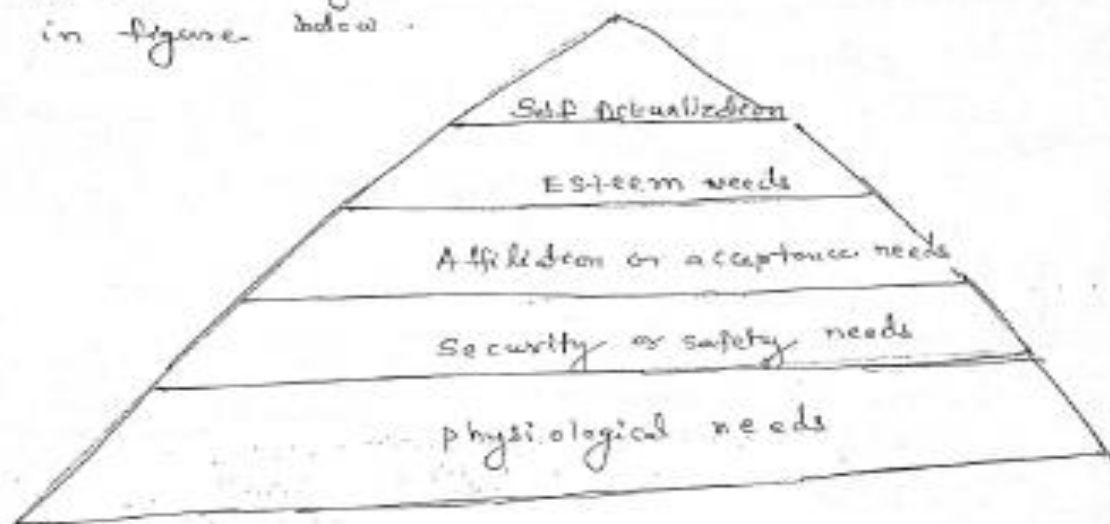 in figure below.
Self Actualization
Esteem needs
Affiliation or acceptance needs
Security or safety needs
physiological needs